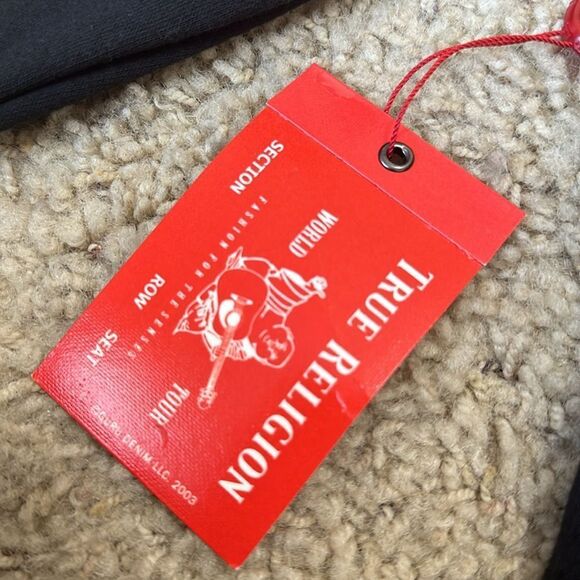 TRUE RELIGION
WORLD TOUR
FASHION FOR THE SENSES
SECTION ROW SEAT
GURU DENIM LLC 2003